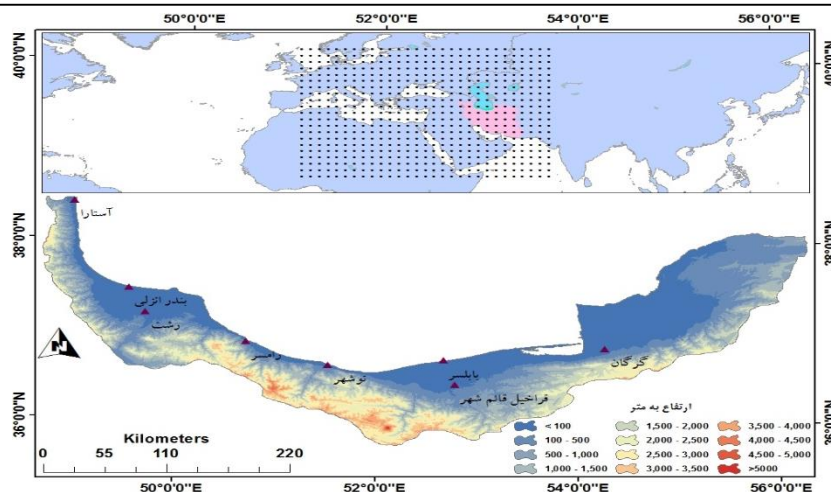 50°0'0"E 52°0'0"E 54°0'0"E 56°0'0"E
40°0'0"N
38°0'0"N
36°0'0"N
آستارا
بندر انزلی
رشت
رامسر
نوشهر
بابلسر
قراخیل قائم شهر
گرگان
N
Kilometers
0 55 110 220
ارتفاع به متر
< 100
100 - 500
500 - 1,000
1,000 - 1,500
1,500 - 2,000
2,000 - 2,500
2,500 - 3,000
3,000 - 3,500
3,500 - 4,000
4,000 - 4,500
4,500 - 5,000
>5000
50°0'0"E 52°0'0"E 54°0'0"E 56°0'0"E